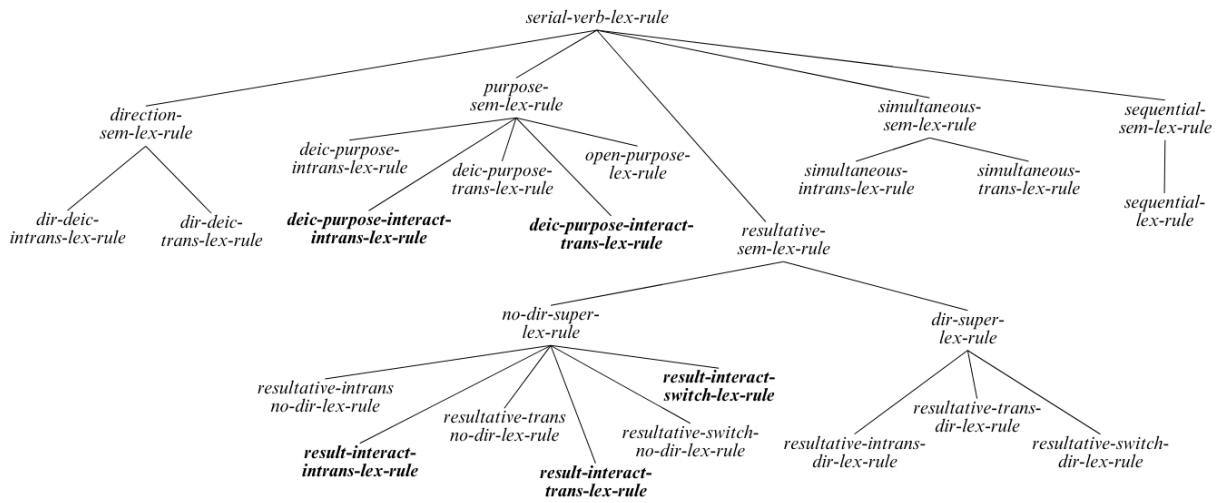 serial-verb-lex-rule
direction-
sem-lex-rule
purpose-
sem-lex-rule
simultaneous-
sem-lex-rule
sequential-
sem-lex-rule
dir-deic-
intrans-lex-rule
dir-deic-
trans-lex-rule
deic-purpose-
intrans-lex-rule
deic-purpose-interact-
intrans-lex-rule
deic-purpose-
trans-lex-rule
deic-purpose-interact-
trans-lex-rule
open-purpose-
lex-rule
simultaneous-
intrans-lex-rule
simultaneous-
trans-lex-rule
sequential-
lex-rule
resultative-
sem-lex-rule
no-dir-super-
lex-rule
dir-super-
lex-rule
resultative-intrans
no-dir-lex-rule
result-interact-
intrans-lex-rule
resultative-trans
no-dir-lex-rule
result-interact-
trans-lex-rule
resultative-switch-
no-dir-lex-rule
result-interact-
switch-lex-rule
resultative-intrans-
dir-lex-rule
resultative-trans-
dir-lex-rule
resultative-switch-
dir-lex-rule